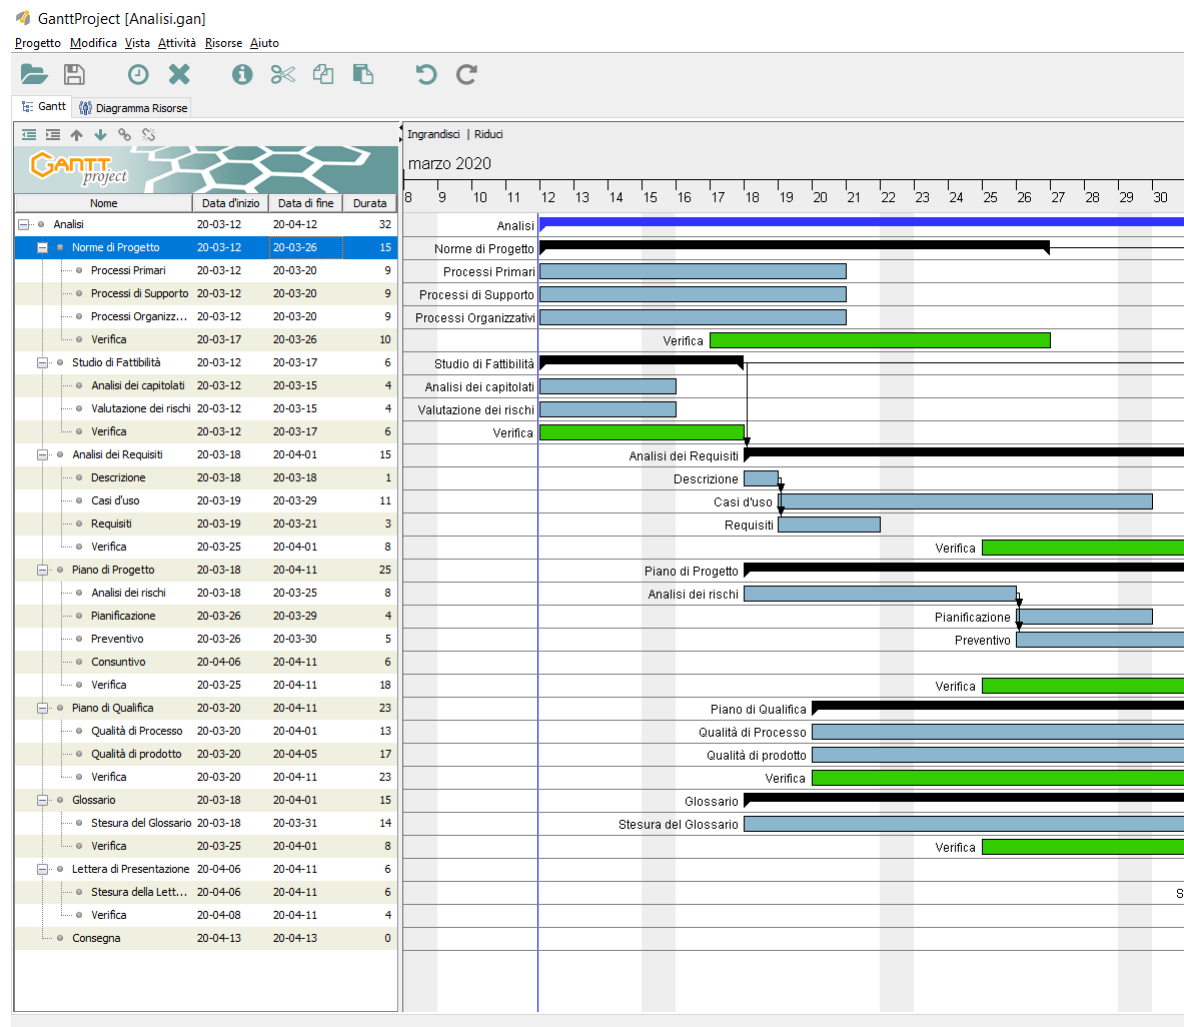 GanttProject [Analisi.gan]
Progetto Modifica Vista Attività Risorse Aiuto
Gantt Diagramma Risorse
Ingrandisci | Riduci
GANTT project
marzo 2020
Nome Data d'inizio Data di fine Durata
8 9 10 11 12 13 14 15 16 17 18 19 20 21 22 23 24 25 26 27 28 29 30
Analisi 20-03-12 20-04-12 32 Analisi
Norme di Progetto 20-03-12 20-03-26 15 Norme di Progetto
Processi Primari 20-03-12 20-03-20 9 Processi Primari
Processi di Supporto 20-03-12 20-03-20 9 Processi di Supporto
Processi Organizz... 20-03-12 20-03-20 9 Processi Organizzativi
Verifica 20-03-17 20-03-26 10 Verifica
Studio di Fattibilità 20-03-12 20-03-17 6 Studio di Fattibilità
Analisi dei capitolati 20-03-12 20-03-15 4 Analisi dei capitolati
Valutazione dei rischi 20-03-12 20-03-15 4 Valutazione dei rischi
Verifica 20-03-12 20-03-17 6 Verifica
Analisi dei Requisiti 20-03-18 20-04-01 15 Analisi dei Requisiti
Descrizione 20-03-18 20-03-18 1 Descrizione
Casi d'uso 20-03-19 20-03-29 11 Casi d'uso
Requisiti 20-03-19 20-03-21 3 Requisiti
Verifica 20-03-25 20-04-01 8 Verifica
Piano di Progetto 20-03-18 20-04-11 25 Piano di Progetto
Analisi dei rischi 20-03-18 20-03-25 8 Analisi dei rischi
Pianificazione 20-03-26 20-03-29 4 Pianificazione
Preventivo 20-03-26 20-03-30 5 Preventivo
Consuntivo 20-04-06 20-04-11 6
Verifica 20-03-25 20-04-11 18 Verifica
Piano di Qualifica 20-03-20 20-04-11 23 Piano di Qualifica
Qualità di Processo 20-03-20 20-04-01 13 Qualità di Processo
Qualità di prodotto 20-03-20 20-04-05 17 Qualità di prodotto
Verifica 20-03-20 20-04-11 23 Verifica
Glossario 20-03-18 20-04-01 15 Glossario
Stesura del Glossario 20-03-18 20-03-31 14 Stesura del Glossario
Verifica 20-03-25 20-04-01 8 Verifica
Lettera di Presentazione 20-04-06 20-04-11 6
Stesura della Lett... 20-04-06 20-04-11 6 S
Verifica 20-04-08 20-04-11 4
Consegna 20-04-13 20-04-13 0